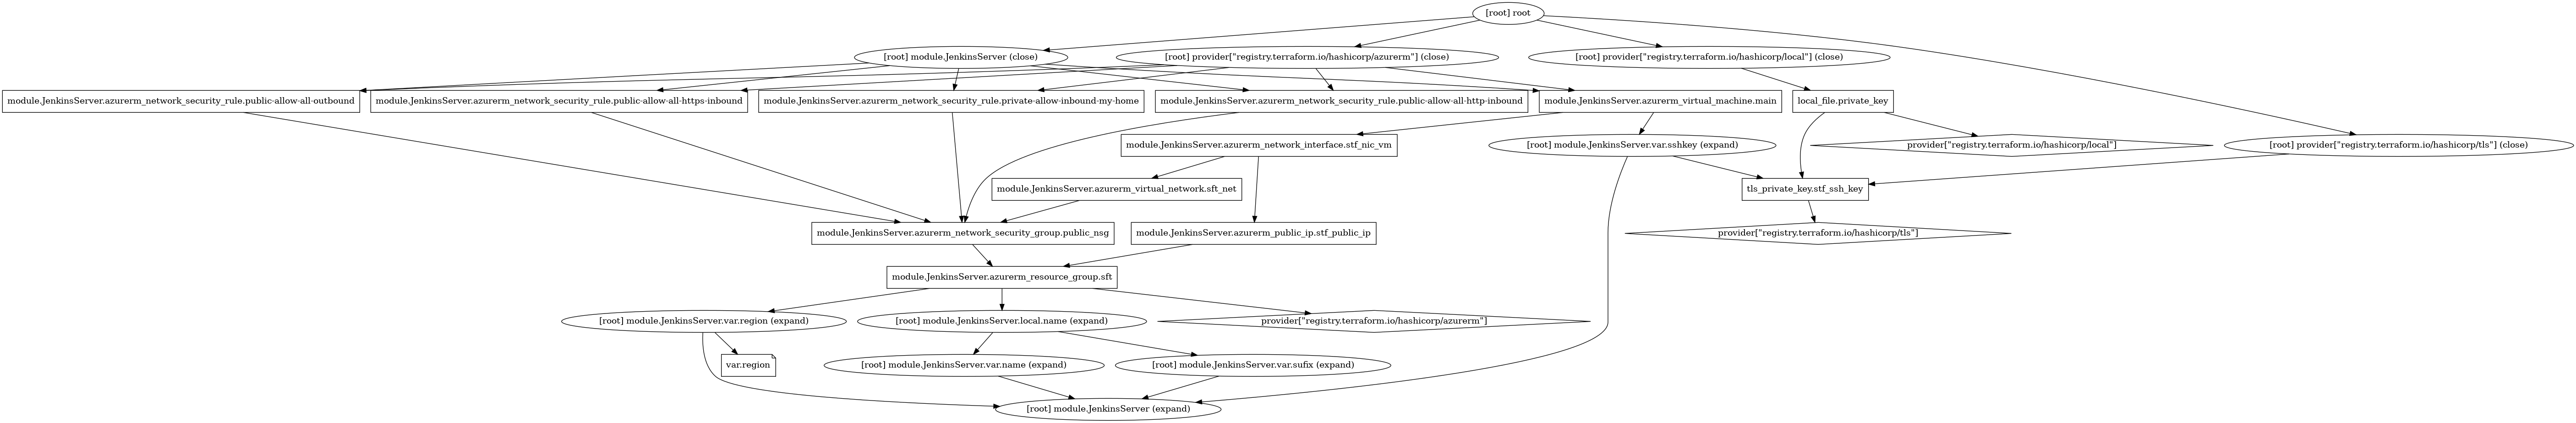 [root] root
[root] module.JenkinsServer (close)
[root] provider["registry.terraform.io/hashicorp/azurerm"] (close)
[root] provider["registry.terraform.io/hashicorp/local"] (close)
module.JenkinsServer.azurerm_network_security_rule.public-allow-all-outbound
module.JenkinsServer.azurerm_network_security_rule.public-allow-all-https-inbound
module.JenkinsServer.azurerm_network_security_rule.private-allow-inbound-my-home
module.JenkinsServer.azurerm_network_security_rule.public-allow-all-http-inbound
module.JenkinsServer.azurerm_virtual_machine.main
local_file.private_key
module.JenkinsServer.azurerm_network_interface.stf_nic_vm
[root] module.JenkinsServer.var.sshkey (expand)
provider["registry.terraform.io/hashicorp/local"]
[root] provider["registry.terraform.io/hashicorp/tls"] (close)
module.JenkinsServer.azurerm_virtual_network.sft_net
tls_private_key.stf_ssh_key
module.JenkinsServer.azurerm_network_security_group.public_nsg
module.JenkinsServer.azurerm_public_ip.stf_public_ip
provider["registry.terraform.io/hashicorp/tls"]
module.JenkinsServer.azurerm_resource_group.sft
[root] module.JenkinsServer.var.region (expand)
[root] module.JenkinsServer.local.name (expand)
provider["registry.terraform.io/hashicorp/azurerm"]
var.region
[root] module.JenkinsServer.var.name (expand)
[root] module.JenkinsServer.var.sufix (expand)
[root] module.JenkinsServer (expand)